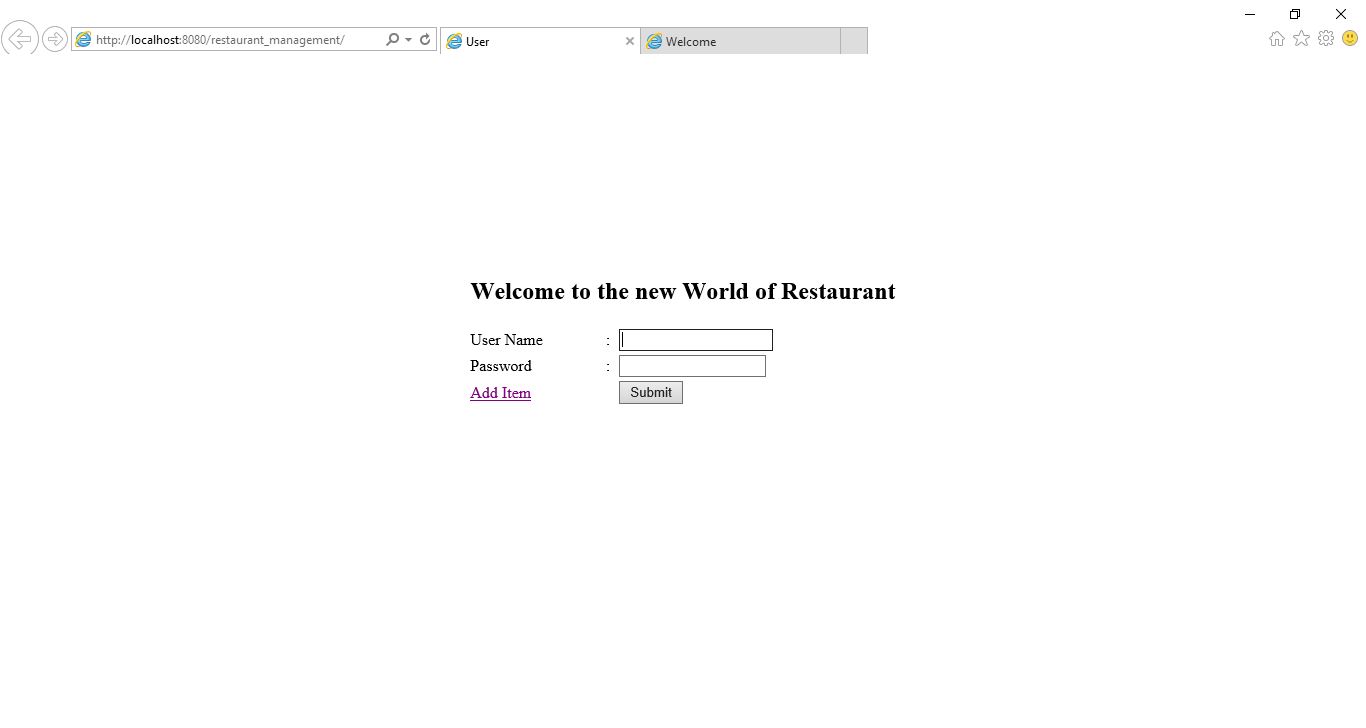 http://localhost:8080/restaurant_management/
User
Welcome
Welcome to the new World of Restaurant
User Name :
Password :
Add Item Submit